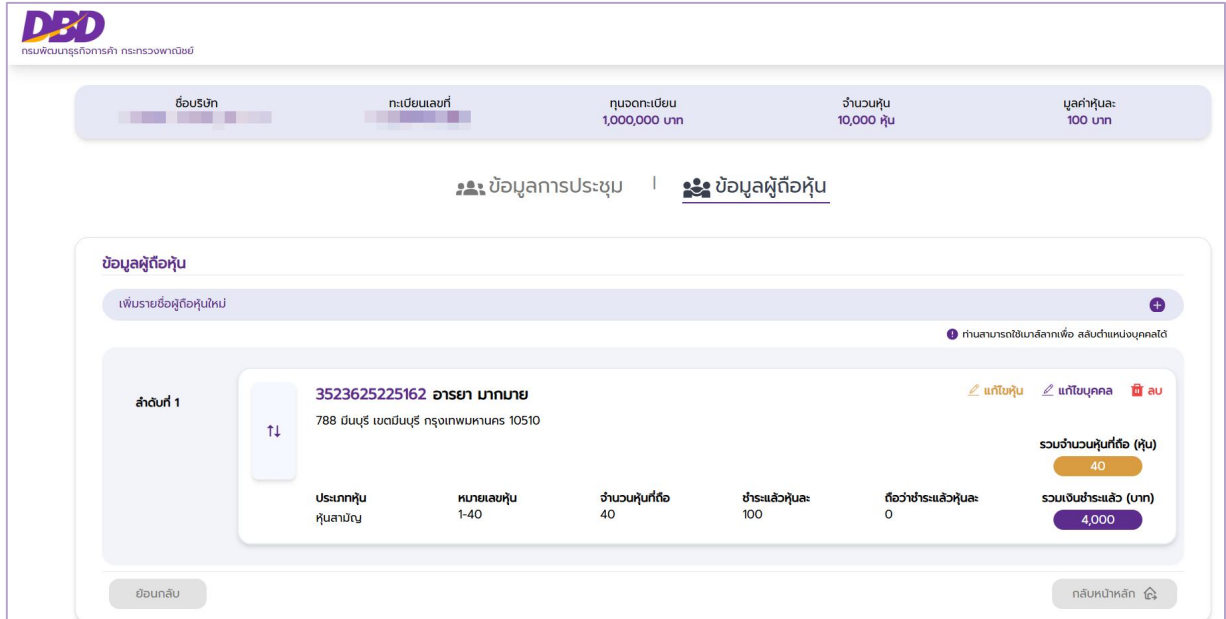 DBD
กรมพัฒนาธุรกิจการค้า กระทรวงพาณิชย์
ชื่อบริษัท ทะเบียนเลขที่ ทุนจดทะเบียน จำนวนหุ้น มูลค่าหุ้นละ
1,000,000 บาท 10,000 หุ้น 100 บาท
ข้อมูลการประชุม | ข้อมูลผู้ถือหุ้น
ข้อมูลผู้ถือหุ้น
เพิ่มรายชื่อผู้ถือหุ้นใหม่
ท่านสามารถใช้เมาส์ลากเพื่อ สลับตำแหน่งบุคคลได้
ลำดับที่ 1
3523625225162 อารยา มากมาย แก้ไขหุ้น แก้ไขบุคคล ลบ
788 มีนบุรี เขตมีนบุรี กรุงเทพมหานคร 10510
รวมจำนวนหุ้นที่ถือ (หุ้น)
40
ประเภทหุ้น หมายเลขหุ้น จำนวนหุ้นที่ถือ ชำระแล้วหุ้นละ ถือว่าชำระแล้วหุ้นละ รวมเงินชำระแล้ว (บาท)
หุ้นสามัญ 1-40 40 100 0 4,000
ย้อนกลับ กลับหน้าหลัก